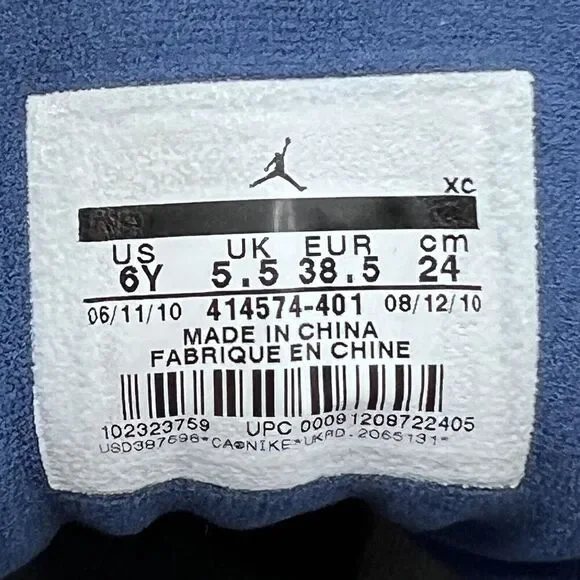 XC
US UK EUR cm
6Y 5.5 38.5 24
06/11/10 414574-401 08/12/10
MADE IN CHINA
FABRIQUE EN CHINE
102323759 UPC 00091208722405
USD397598*CA®NIKE*UKRD. 2065131*